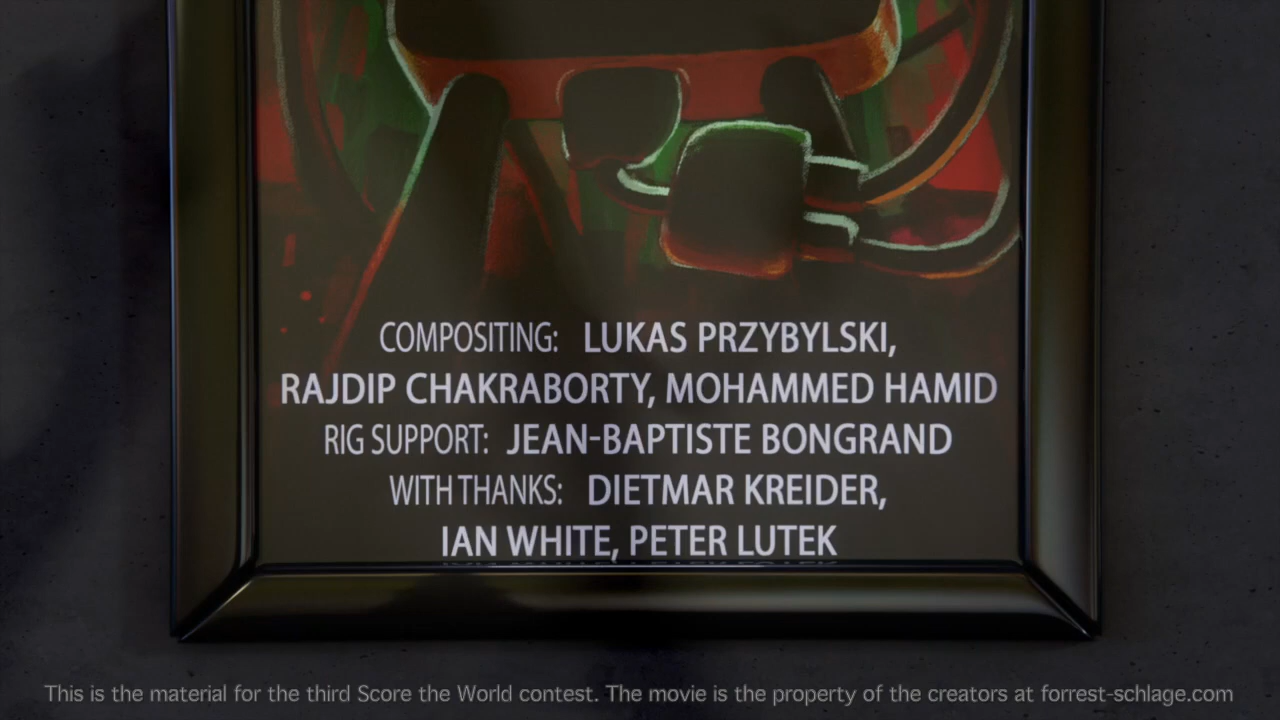 COMPOSITING: LUKAS PRZYBYLSKI,
RAJDIP CHAKRABORTY, MOHAMMED HAMID
RIG SUPPORT: JEAN-BAPTISTE BONGRAND
WITH THANKS: DIETMAR KREIDER,
IAN WHITE, PETER LUTEK
This is the material for the third Score the World contest. The movie is the property of the creators at forrest-schlage.com